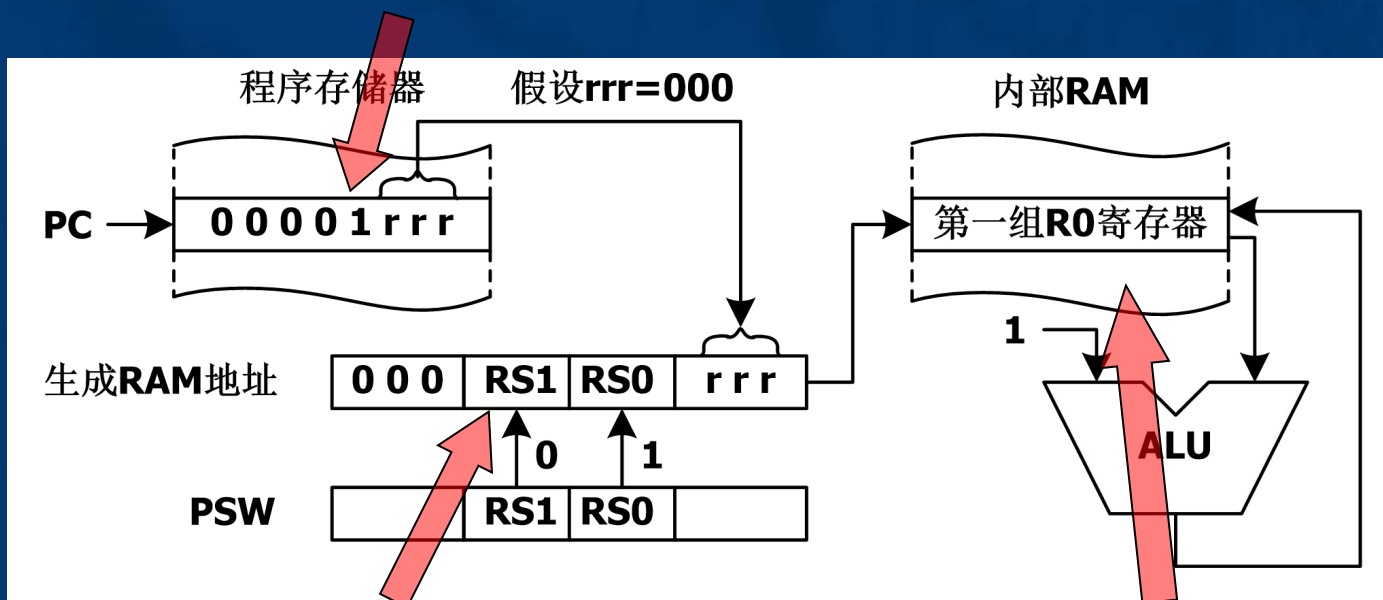 程序存储器 假设rrr=000 内部RAM
PC 0 0 0 0 1 r r r 第一组R0寄存器
1
生成RAM地址 0 0 0 RS1 RS0 r r r
0 1 ALU
PSW RS1 RS0